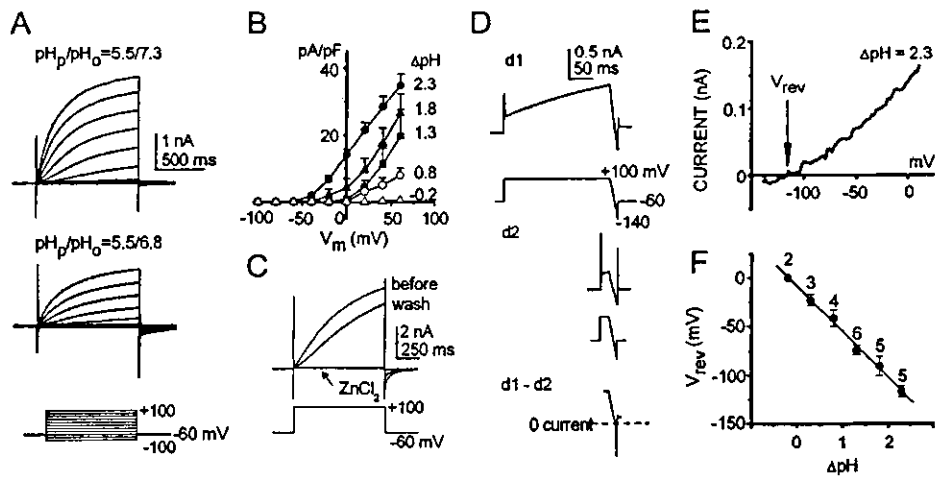 A
pHp/pHo=5.5/7.3
1 nA
500 ms
pHp/pHo=5.5/6.8
+100
-60 mV
-100
B
pA/pF
ΔpH
40
20
2.3
1.8
1.3
0.8
-0.2
-100
-50
0
50
100
Vm (mV)
C
before
wash
2 nA
250 ms
ZnCl2
+100
-60 mV
D
d1
0.5 nA
50 ms
+100 mV
-60
-140
d2
d1 - d2
0 current
E
0.2
ΔpH = 2.3
Vrev
0.1
CURRENT (nA)
mV
0
-100
-50
0
F
2
3
4
6
5
5
0
-50
-100
-150
Vrev (mV)
0
1
2
ΔpH